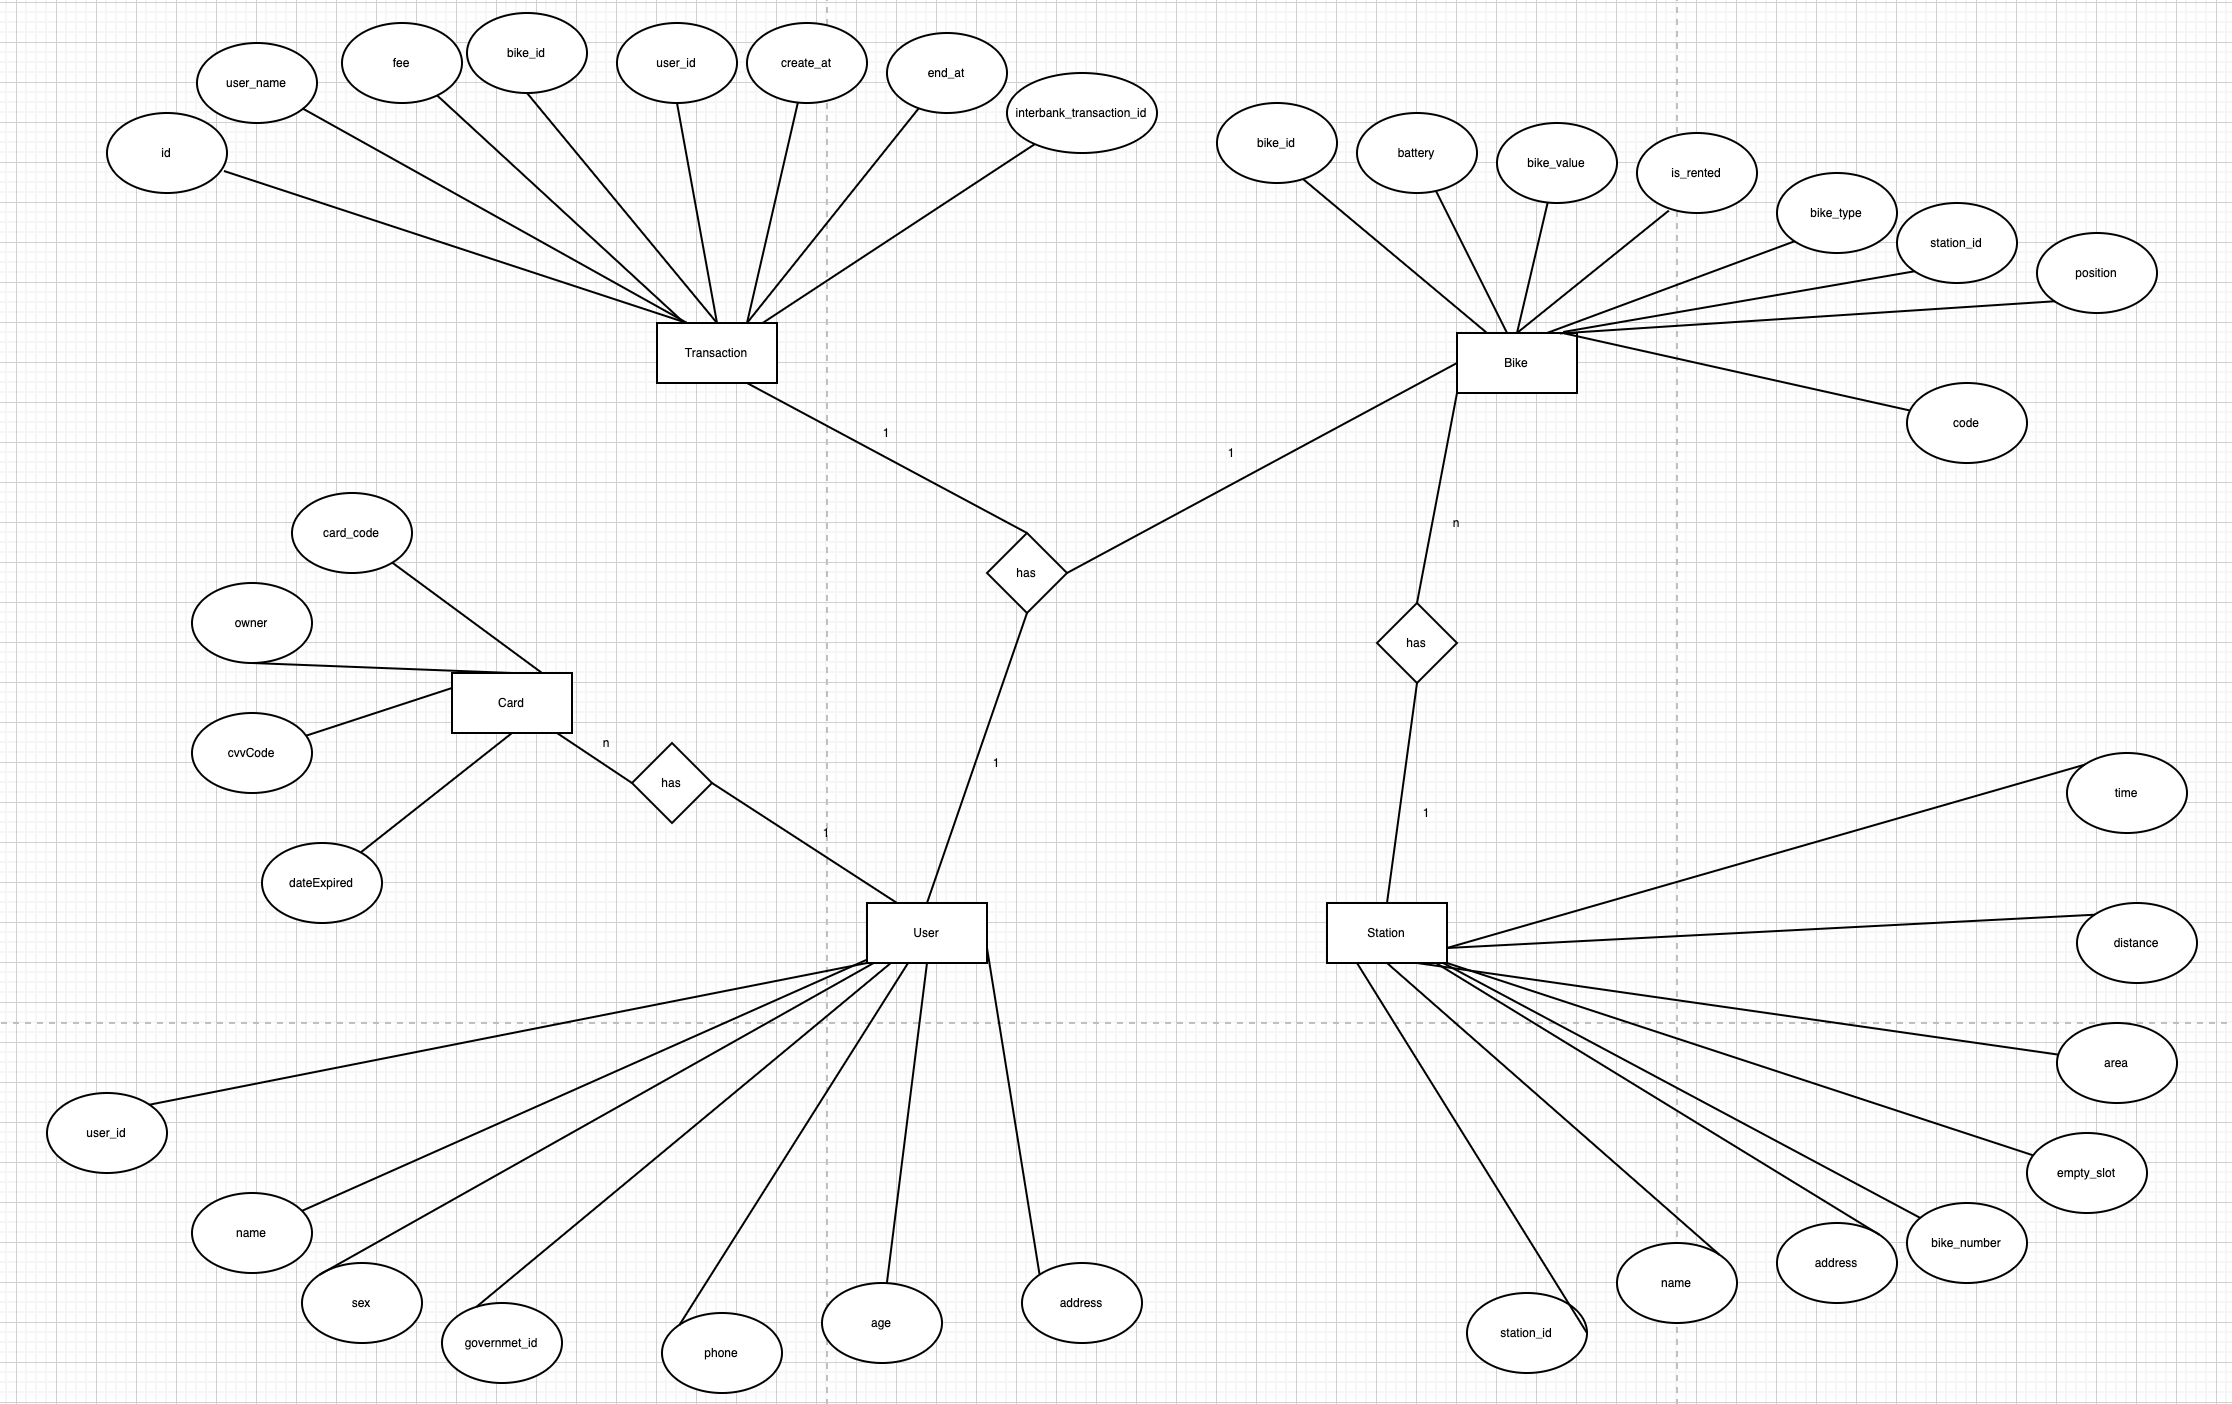 bike_id
fee
user_id
create_at
end_at
user_name
interbank_transaction_id
id
bike_id
battery
bike_value
is_rented
bike_type
station_id
position
Transaction
Bike
code
1
1
n
card_code
has
owner
has
Card
n
cvvCode
has
1
time
1
1
dateExpired
User
Station
distance
area
user_id
empty_slot
name
bike_number
address
name
sex
address
age
station_id
governmet_id
phone